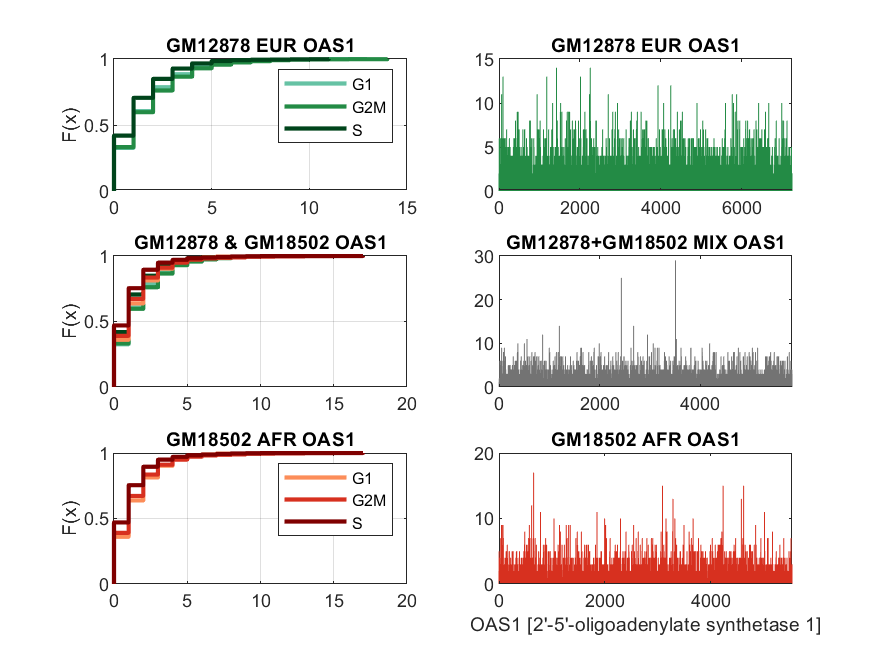 GM12878 EUR OAS1
F(x)
1
0.5
0
0 5 10 15
G1
G2M
S
GM12878 EUR OAS1
15
10
5
0
0 2000 4000 6000
GM12878 & GM18502 OAS1
F(x)
1
0.5
0
0 5 10 15 20
GM12878+GM18502 MIX OAS1
30
20
10
0
0 2000 4000
GM18502 AFR OAS1
F(x)
1
0.5
0
0 5 10 15 20
G1
G2M
S
GM18502 AFR OAS1
20
10
0
0 2000 4000
OAS1 [2'-5'-oligoadenylate synthetase 1]